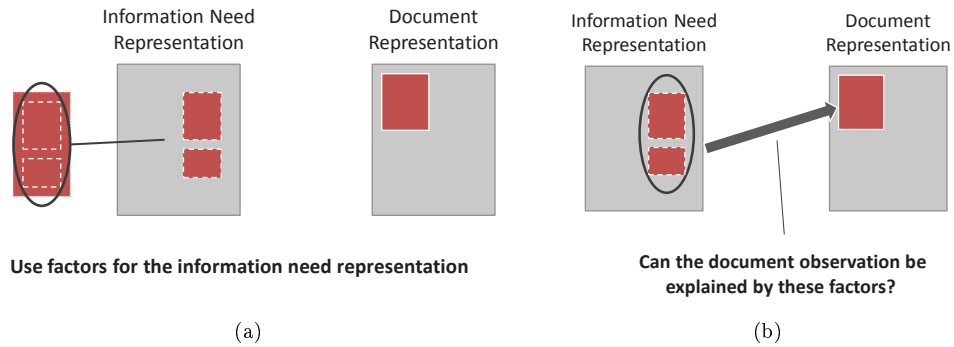 Information Need
Representation
Document
Representation
Use factors for the information need representation
(a)
Information Need
Representation
Document
Representation
Can the document observation be
explained by these factors?
(b)